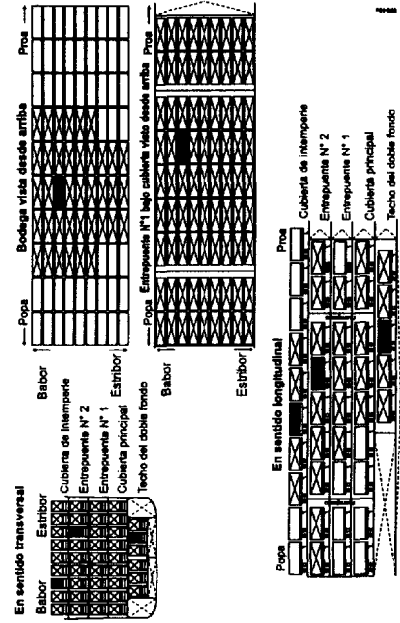 En sentido transversal
Babor Estribor
Cubierta de intemperie
Entrepuente N° 2
Entrepuente N° 1
Cubierta principal
Techo del doble fondo
Bodega vista desde arriba
Popa Proa
Babor
Estribor
Entrepuente N°1 bajo cubierta visto desde arriba
Popa Proa
Babor
Estribor
En sentido longitudinal
Popa Proa
Cubierta de intemperie
Entrepuente N° 2
Entrepuente N° 1
Cubierta principal
Techo del doble fondo